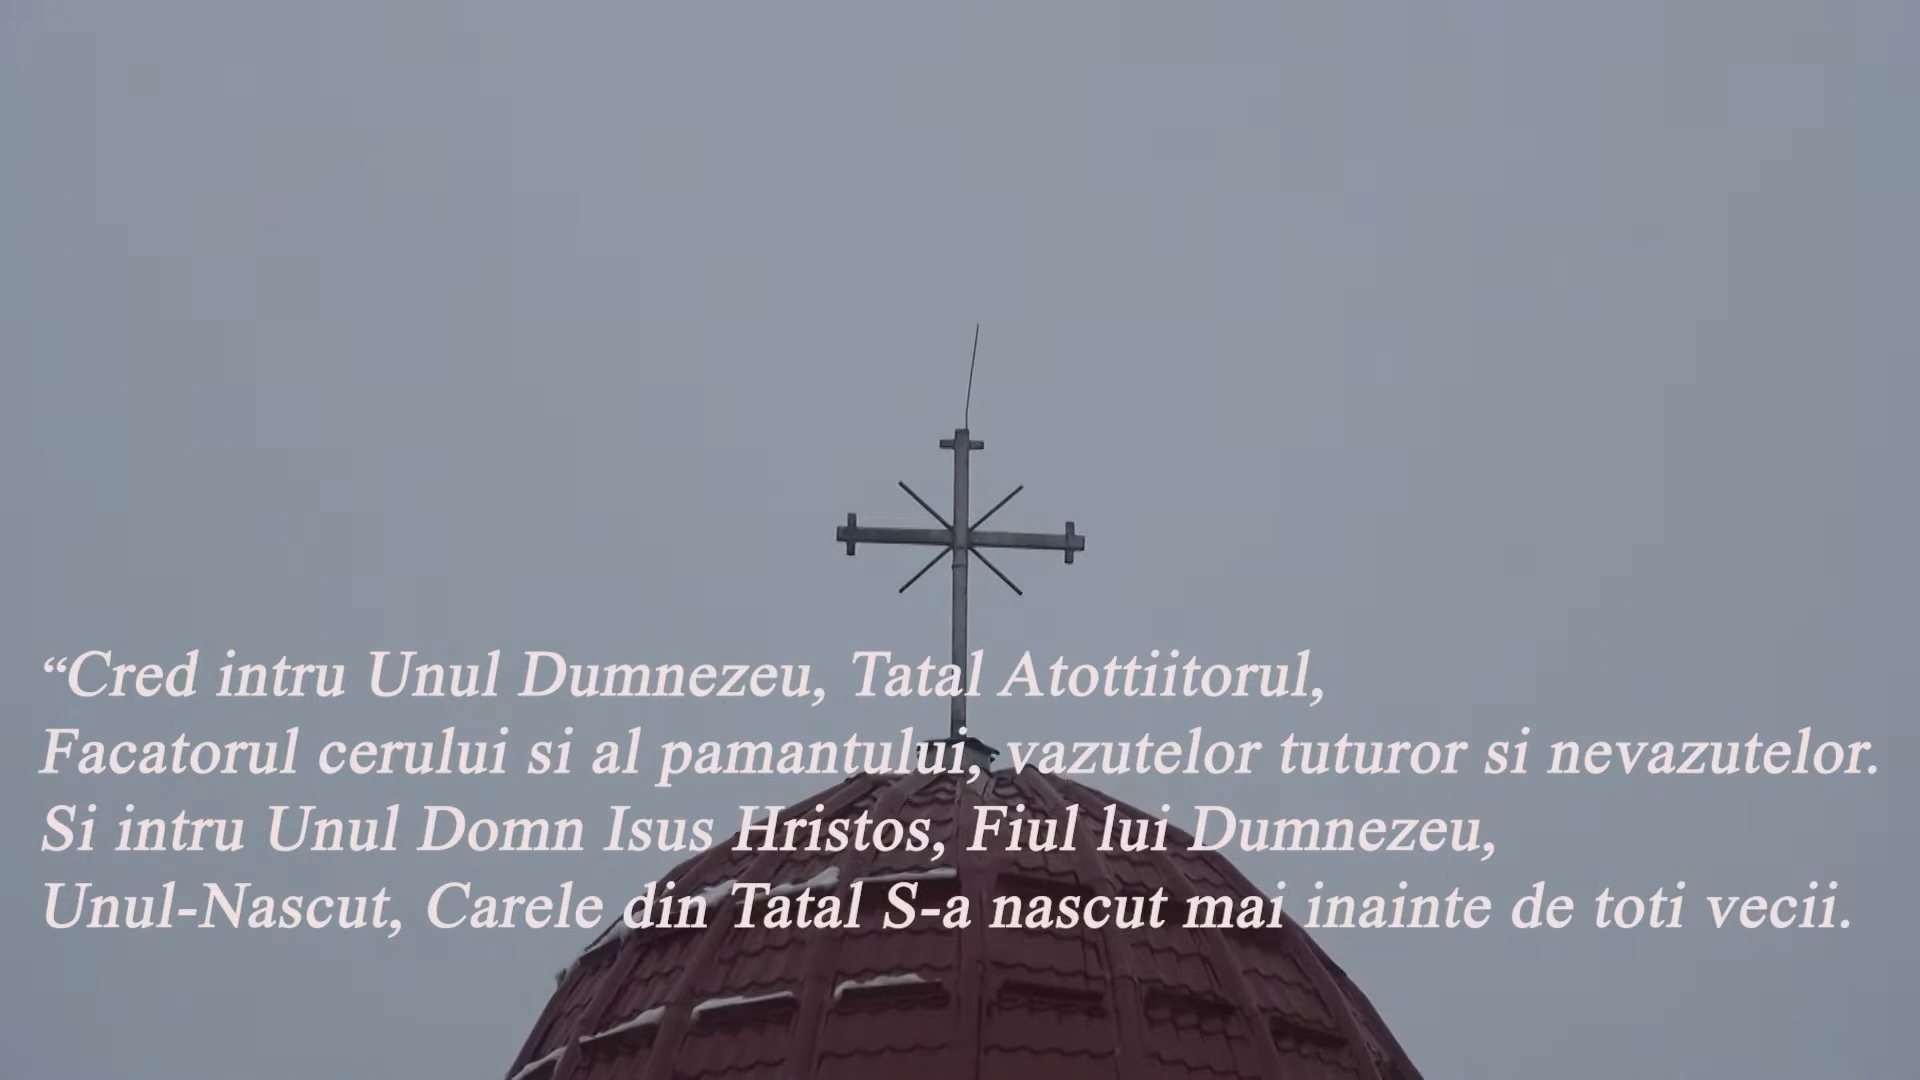 “Cred intru Unul Dumnezeu, Tatal Atottiitorul,
Facatorul cerului si al pamantului, vazutelor tuturor si nevazutelor.
Si intru Unul Domn Isus Hristos, Fiul lui Dumnezeu,
Unul-Nascut, Carele din Tatal S-a nascut mai inainte de toti vecii.